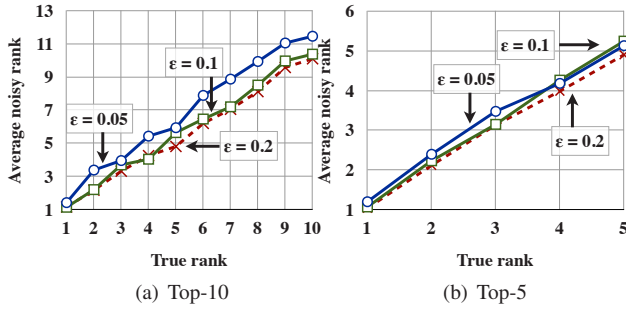 Average noisy rank
13
11
9
7
5
3
1
ε = 0.1
ε = 0.05
ε = 0.2
1 2 3 4 5 6 7 8 9 10
True rank
(a) Top-10
Average noisy rank
6
5
4
3
2
1
ε = 0.1
ε = 0.05
ε = 0.2
1 2 3 4 5
True rank
(b) Top-5